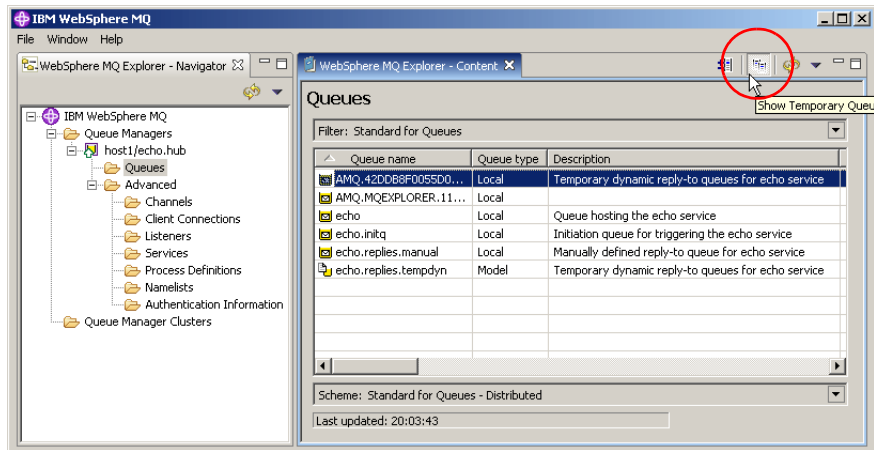 IBM WebSphere MQ
File Window Help
WebSphere MQ Explorer - Navigator
IBM WebSphere MQ
Queue Managers
host1/echo.hub
Queues
Advanced
Channels
Client Connections
Listeners
Services
Process Definitions
Namelists
Authentication Information
Queue Manager Clusters
WebSphere MQ Explorer - Content
Show Temporary Queu
Queues
Filter: Standard for Queues
Queue name Queue type Description
AMQ.42DDB8F0055D0... Local Temporary dynamic reply-to queues for echo service
AMQ.MQEXPLORER.11... Local
echo Local Queue hosting the echo service
echo.initq Local Initiation queue for triggering the echo service
echo.replies.manual Local Manually defined reply-to queue for echo service
echo.replies.tempdyn Model Temporary dynamic reply-to queues for echo service
Scheme: Standard for Queues - Distributed
Last updated: 20:03:43